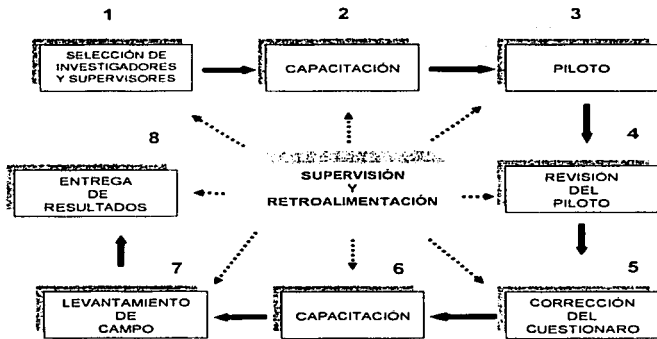 1
2
3
SELECCIÓN DE
INVESTIGADORES
Y SUPERVISORES
CAPACITACIÓN
PILOTO
8
4
ENTREGA
DE
RESULTADOS
SUPERVISIÓN
Y
RETROALIMENTACIÓN
REVISIÓN
DEL
PILOTO
7
6
5
LEVANTAMIENTO
DE
CAMPO
CAPACITACIÓN
CORRECCIÓN
DEL
CUESTIONARO